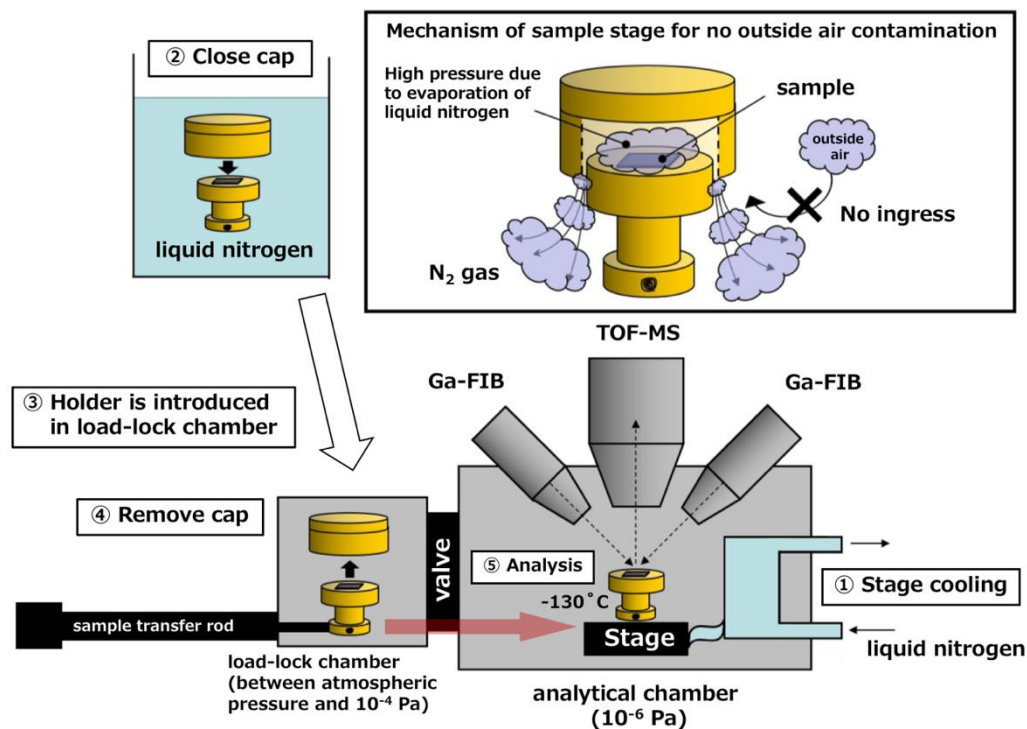 ② Close cap
liquid nitrogen
Mechanism of sample stage for no outside air contamination
High pressure due
to evaporation of
liquid nitrogen
sample
outside
air
No ingress
N₂ gas
③ Holder is introduced
in load-lock chamber
TOF-MS
Ga-FIB
Ga-FIB
④ Remove cap
valve
⑤ Analysis
-130˚C
① Stage cooling
sample transfer rod
Stage
liquid nitrogen
load-lock chamber
(between atmospheric
pressure and 10⁻⁴ Pa)
analytical chamber
(10⁻⁶ Pa)